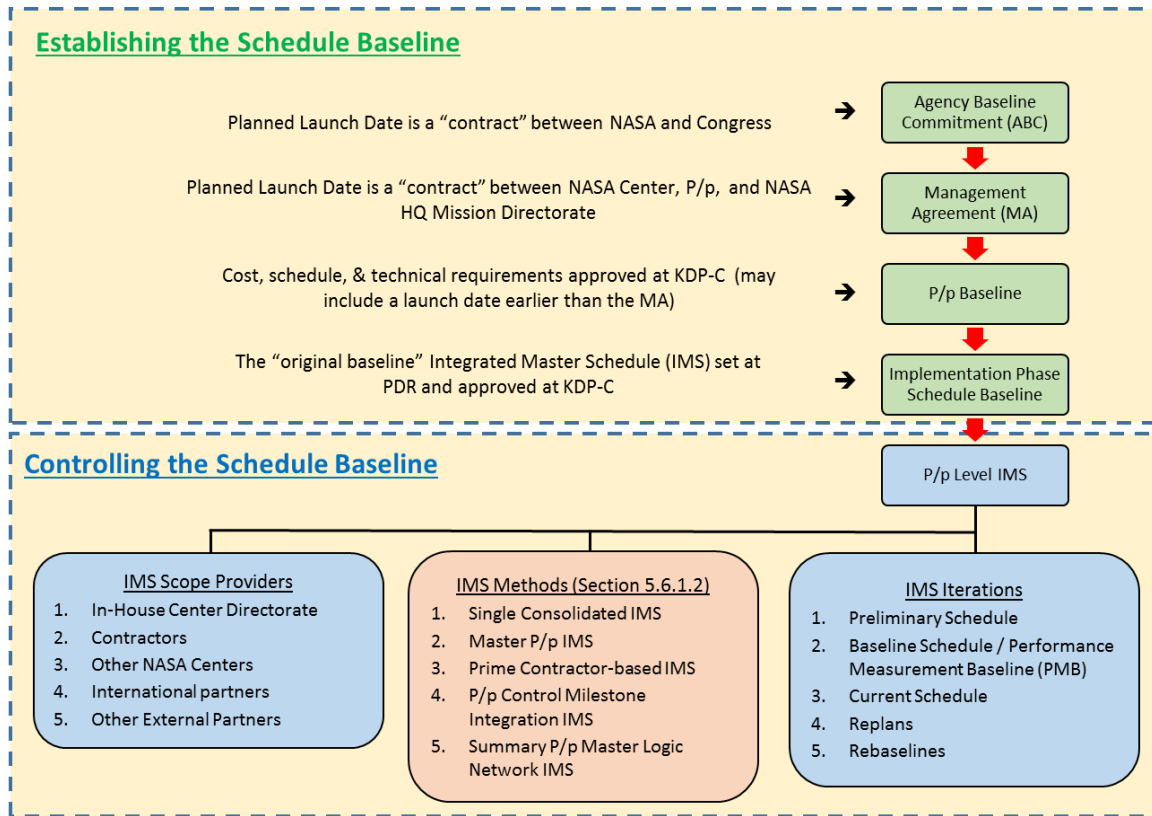 Establishing the Schedule Baseline
Planned Launch Date is a “contract” between NASA and Congress
➔
Agency Baseline
Commitment (ABC)
Planned Launch Date is a “contract” between NASA Center, P/p, and NASA
HQ Mission Directorate
➔
Management
Agreement (MA)
Cost, schedule, & technical requirements approved at KDP-C (may
include a launch date earlier than the MA)
➔
P/p Baseline
The “original baseline” Integrated Master Schedule (IMS) set at
PDR and approved at KDP-C
➔
Implementation Phase
Schedule Baseline
Controlling the Schedule Baseline
P/p Level IMS
IMS Scope Providers
1. In-House Center Directorate
2. Contractors
3. Other NASA Centers
4. International partners
5. Other External Partners
IMS Methods (Section 5.6.1.2)
1. Single Consolidated IMS
2. Master P/p IMS
3. Prime Contractor-based IMS
4. P/p Control Milestone
Integration IMS
5. Summary P/p Master Logic
Network IMS
IMS Iterations
1. Preliminary Schedule
2. Baseline Schedule / Performance
Measurement Baseline (PMB)
3. Current Schedule
4. Replans
5. Rebaselines